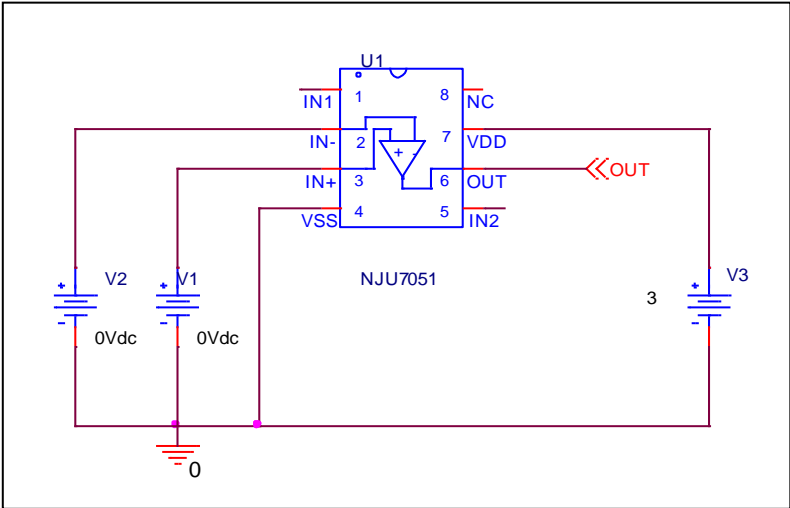 U1
IN1
1
8
NC
IN-
2
7
VDD
+
-
IN+
3
6
OUT
OUT
VSS
4
5
IN2
NJU7051
+
V2
-
0Vdc
+
V1
-
0Vdc
3
+
V3
-
0